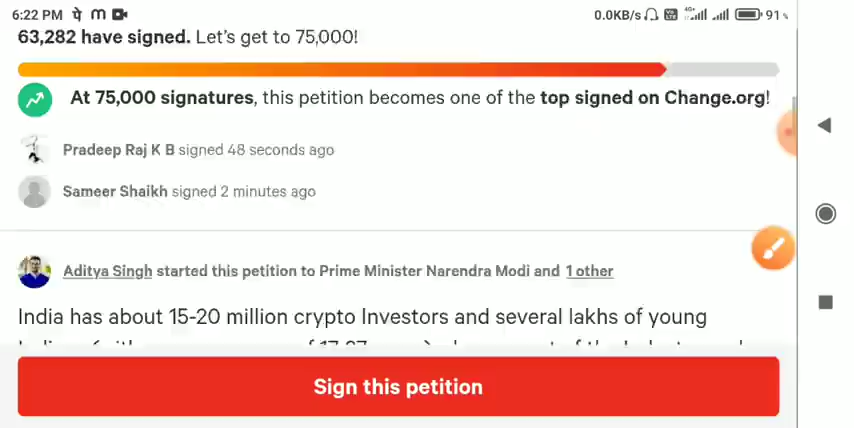 6:22 PM पे m 0.0KB/s 4G+ 91%
63,282 have signed. Let's get to 75,000!
At 75,000 signatures, this petition becomes one of the top signed on Change.org!
Pradeep Raj K B signed 48 seconds ago
Sameer Shaikh signed 2 minutes ago
Aditya Singh started this petition to Prime Minister Narendra Modi and 1 other
India has about 15-20 million crypto Investors and several lakhs of young
Sign this petition